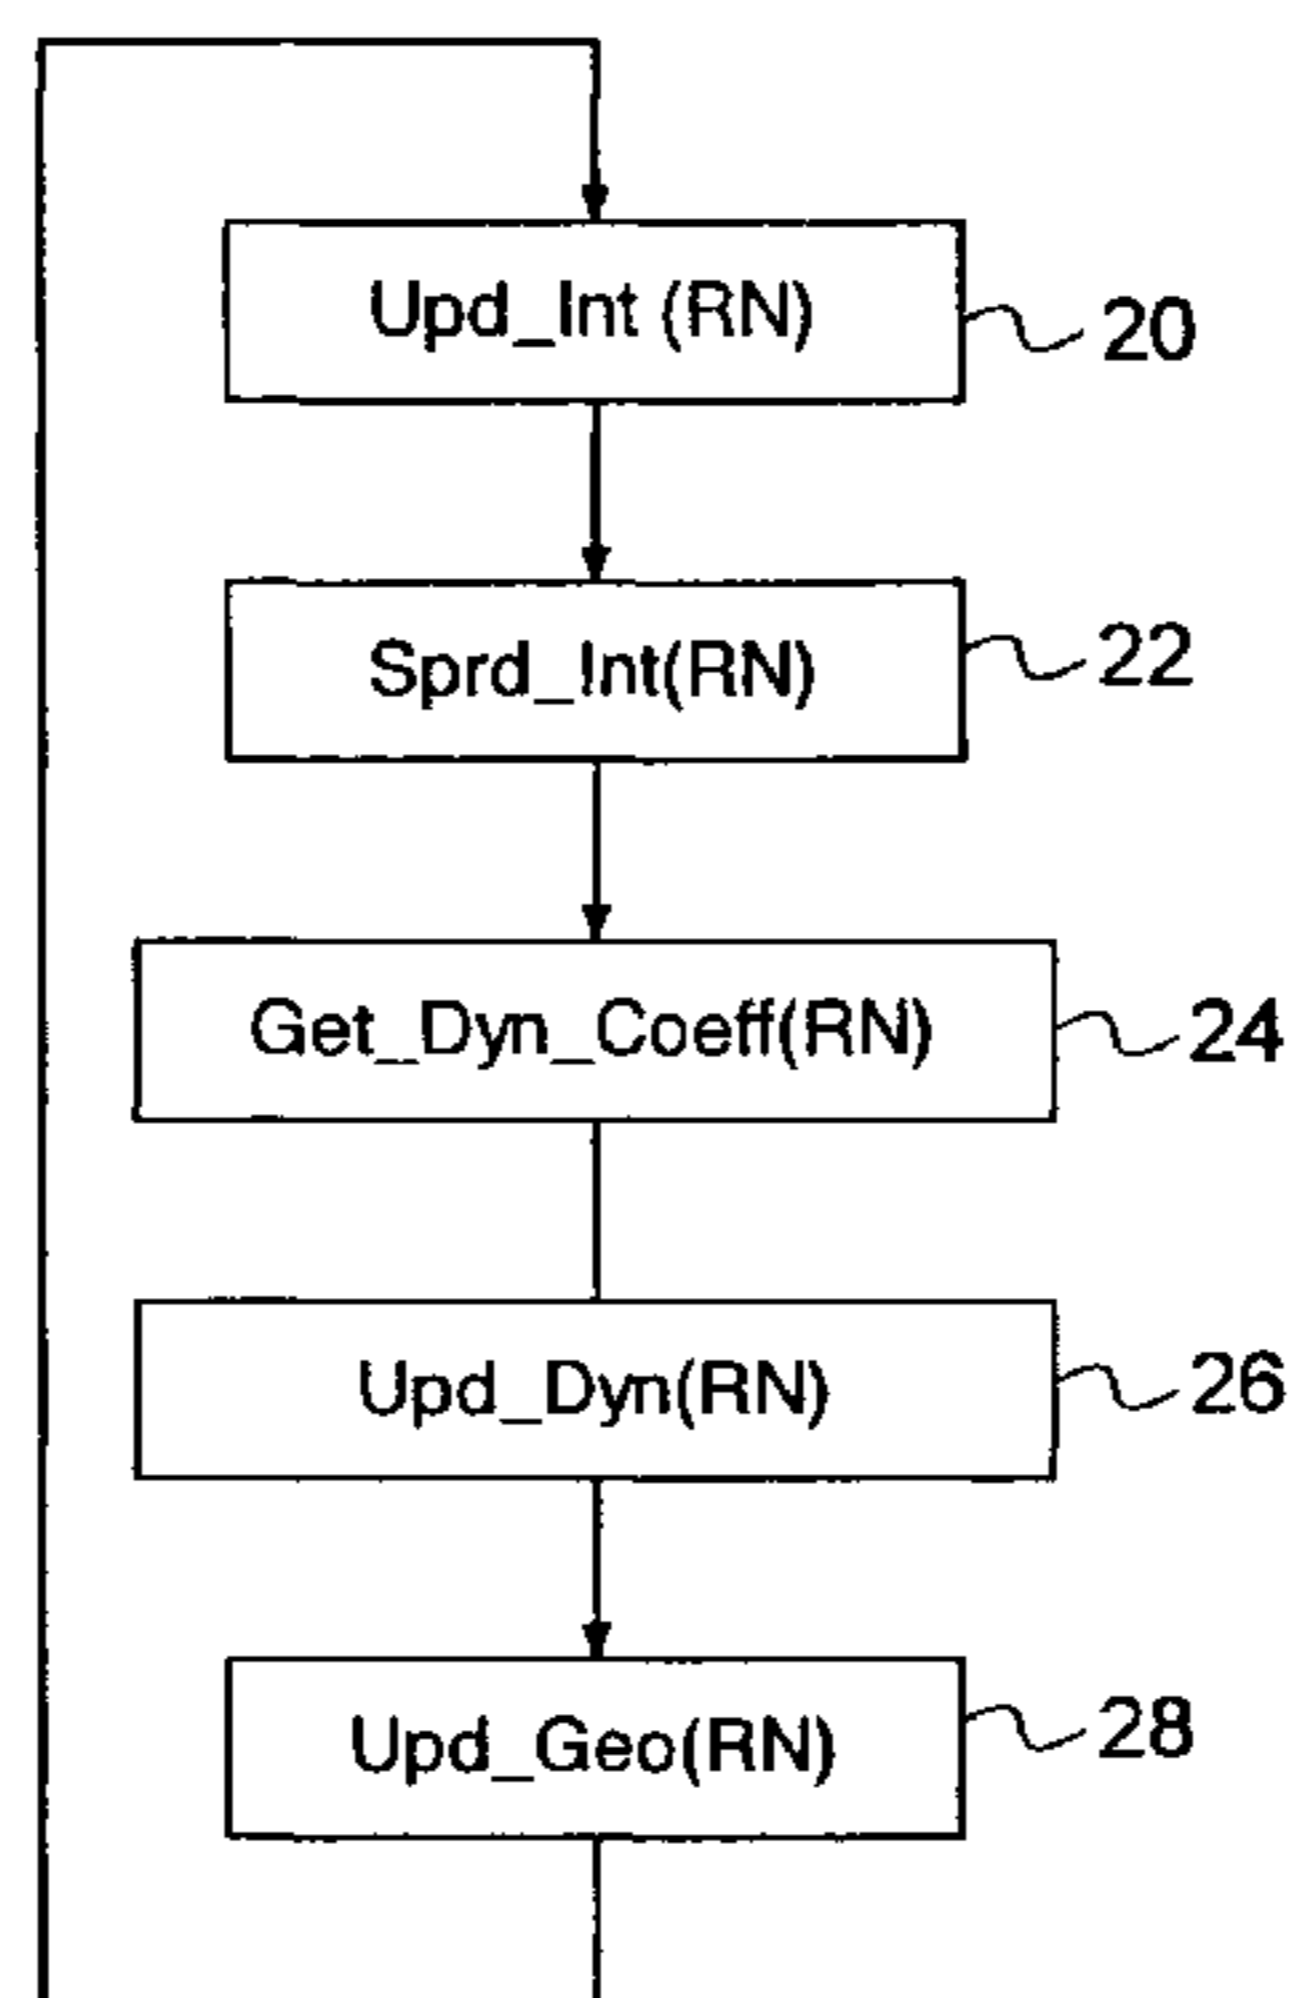 Upd_Int (RN)
20
Sprd_Int(RN)
22
Get_Dyn_Coeff(RN)
24
Upd_Dyn(RN)
26
Upd_Geo(RN)
28